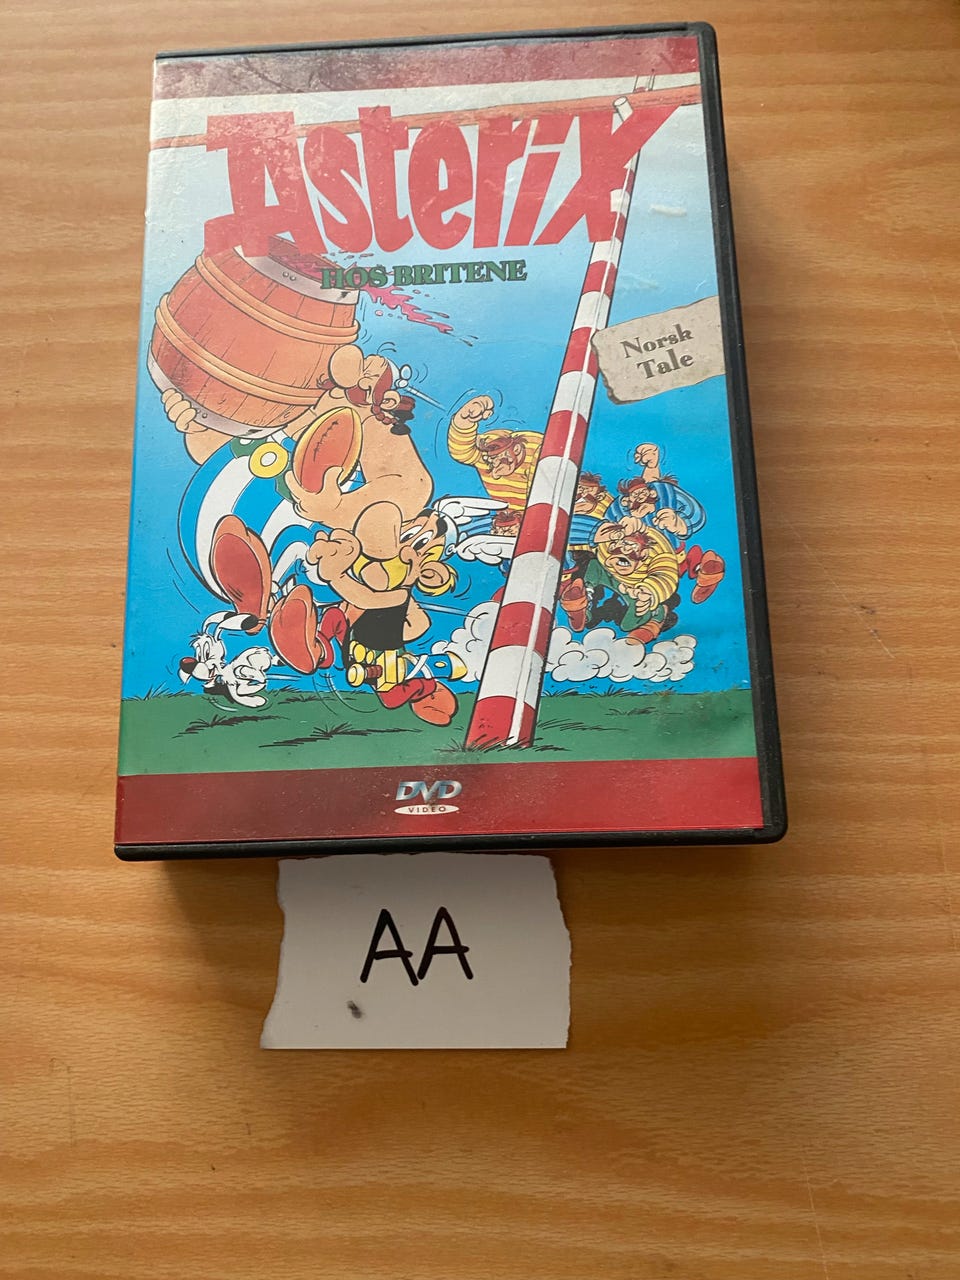 Asterix
HOS BRITENE
Norsk
Tale
DVD
VIDEO
AA